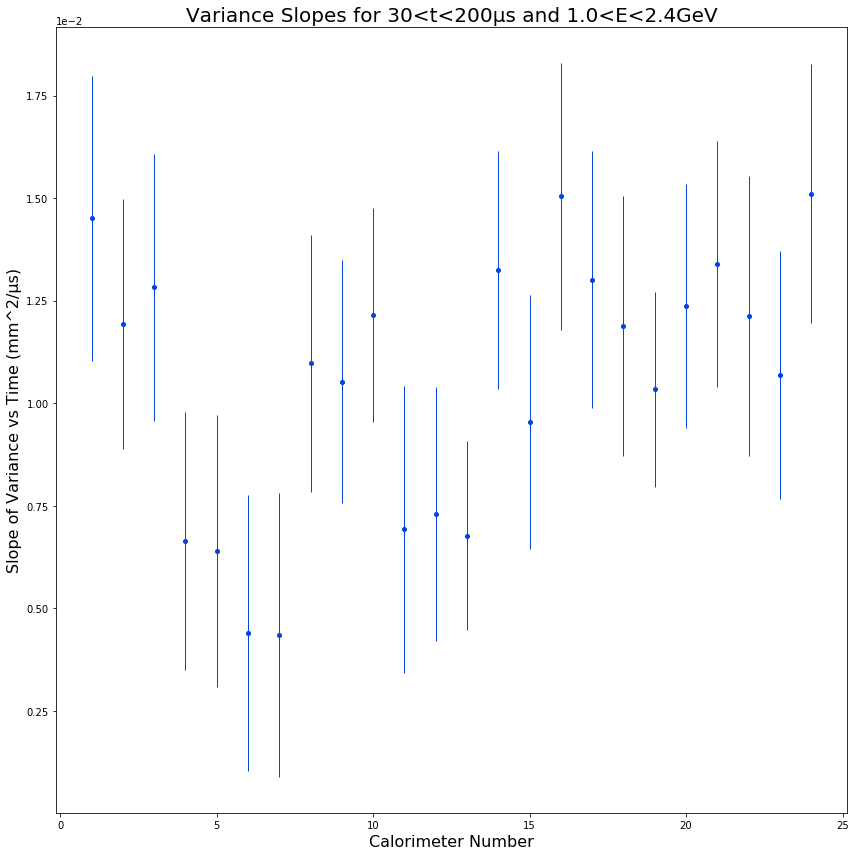 Variance Slopes for 30<t<200μs and 1.0<E<2.4GeV
1e−2
1.75
1.50
1.25
1.00
0.75
0.50
0.25
Slope of Variance vs Time (mm^2/μs)
0 5 10 15 20 25
Calorimeter Number